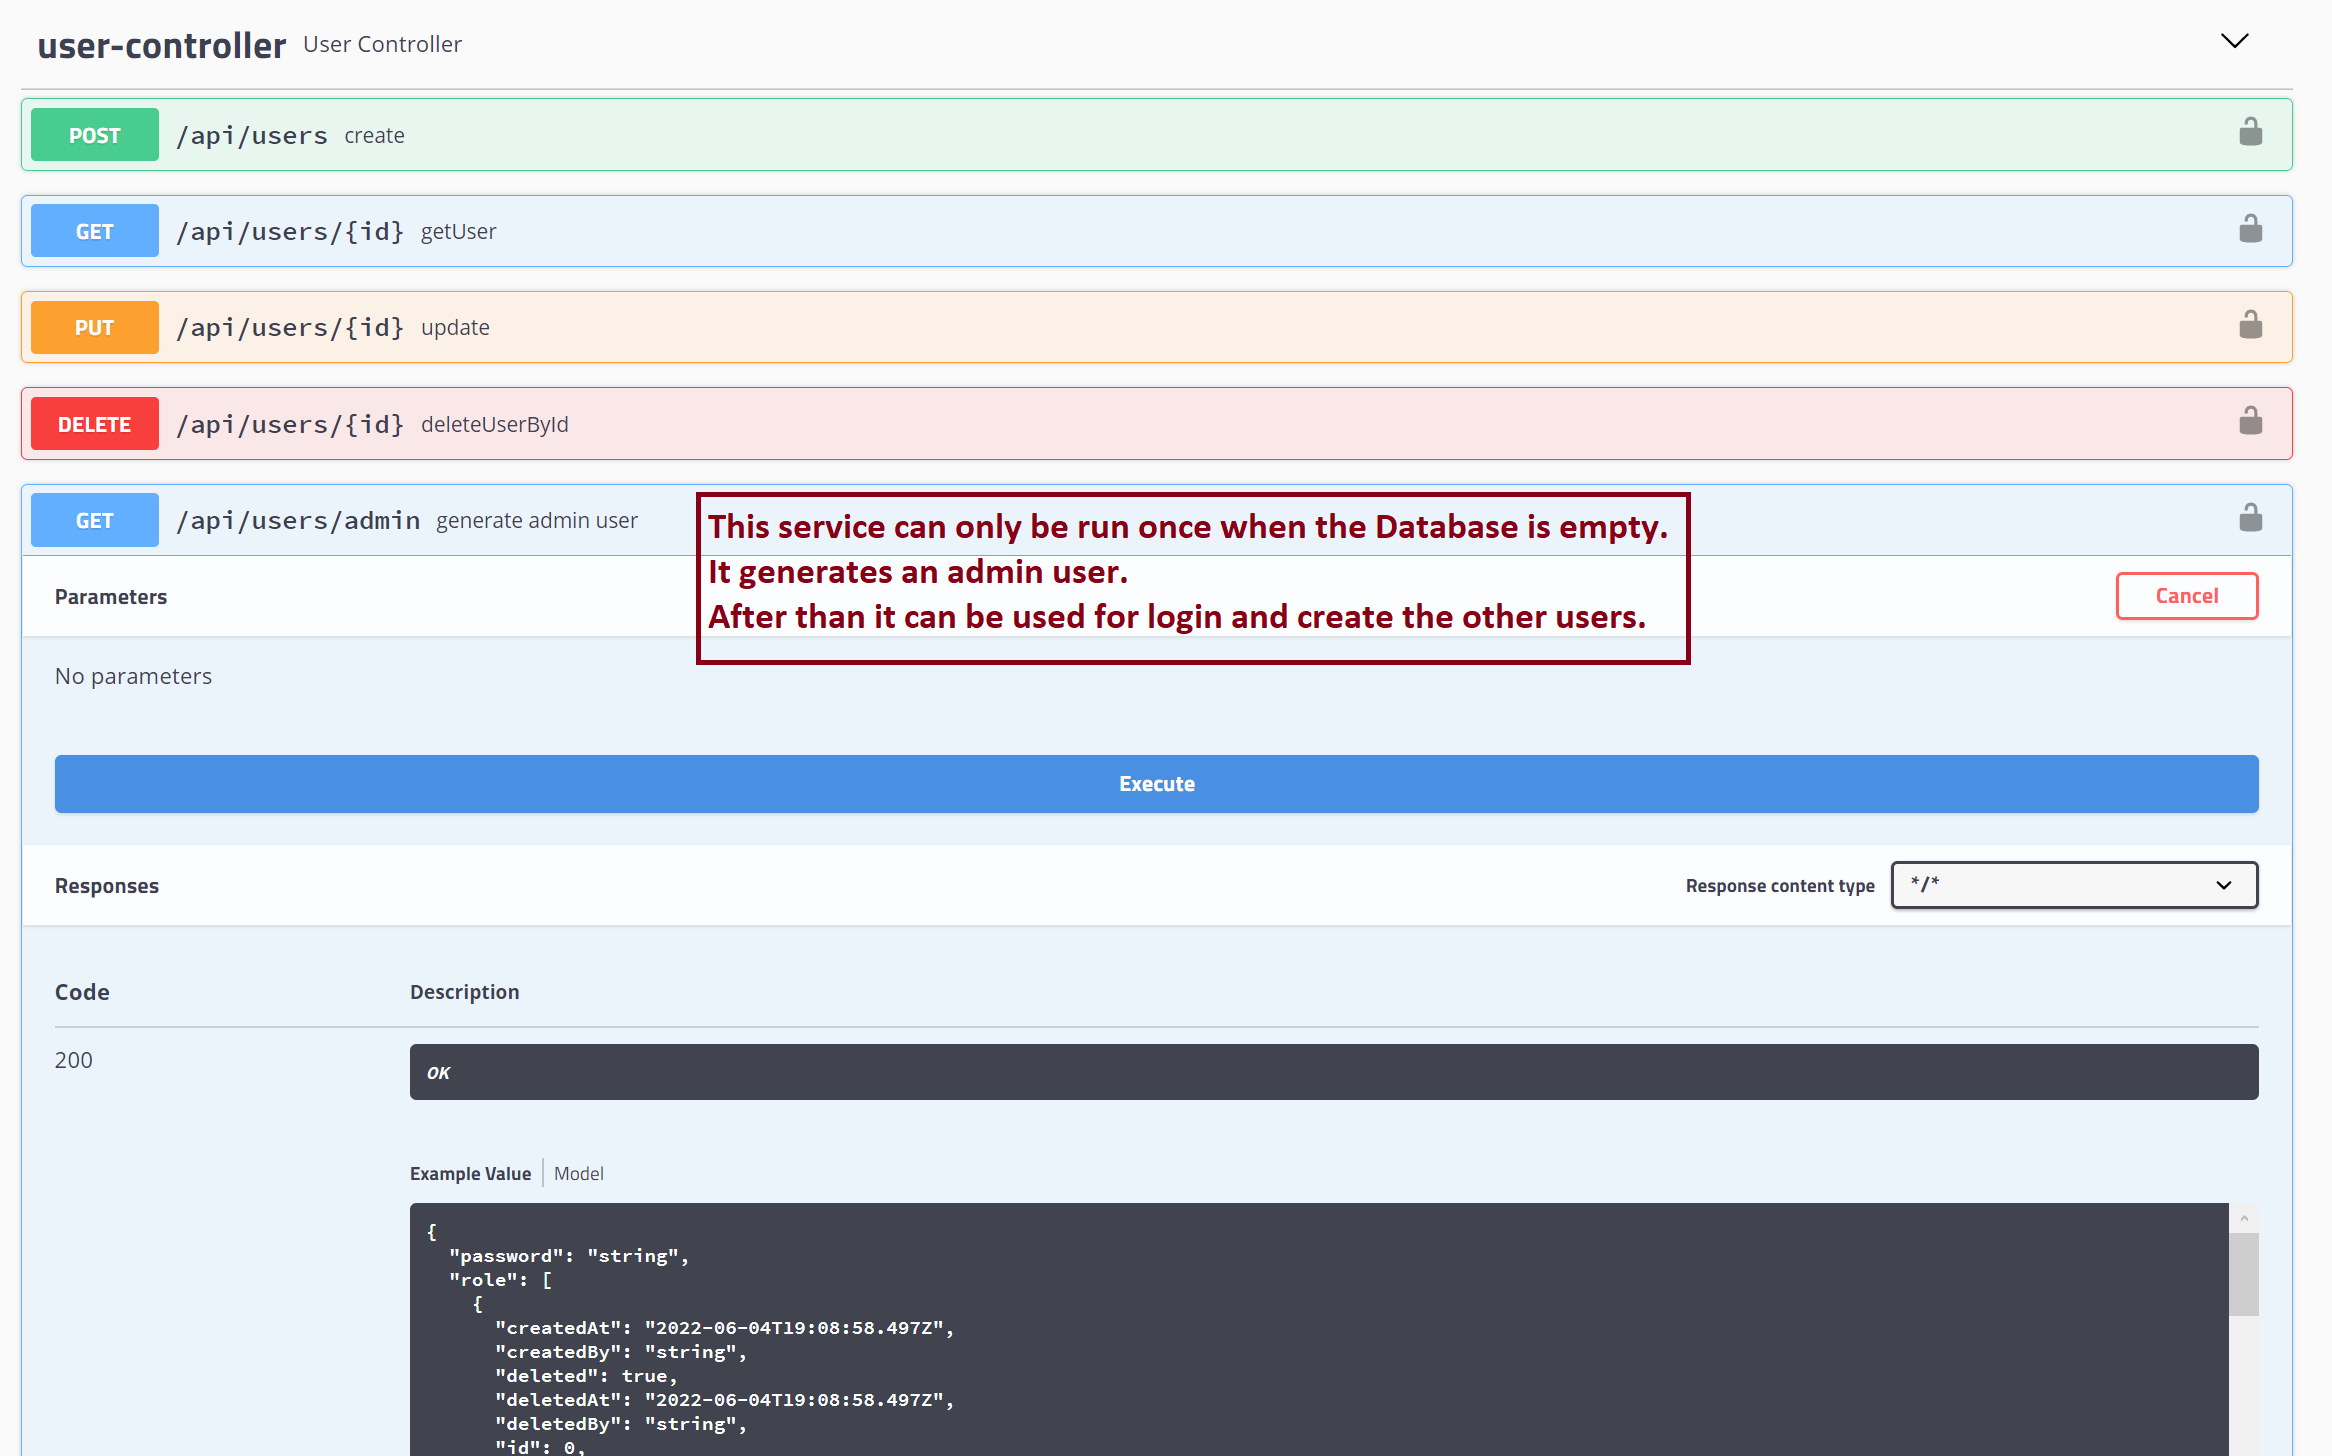 user-controller User Controller
POST /api/users create
GET /api/users/{id} getUser
PUT /api/users/{id} update
DELETE /api/users/{id} deleteUserById
GET /api/users/admin generate admin user
This service can only be run once when the Database is empty.
It generates an admin user.
After than it can be used for login and create the other users.
Parameters
Cancel
No parameters
Execute
Responses
Response content type */*
Code Description
200
OK
Example Value Model
{
"password": "string",
"role": [
{
"createdAt": "2022-06-04T19:08:58.497Z",
"createdBy": "string",
"deleted": true,
"deletedAt": "2022-06-04T19:08:58.497Z",
"deletedBy": "string",
"id": 0,